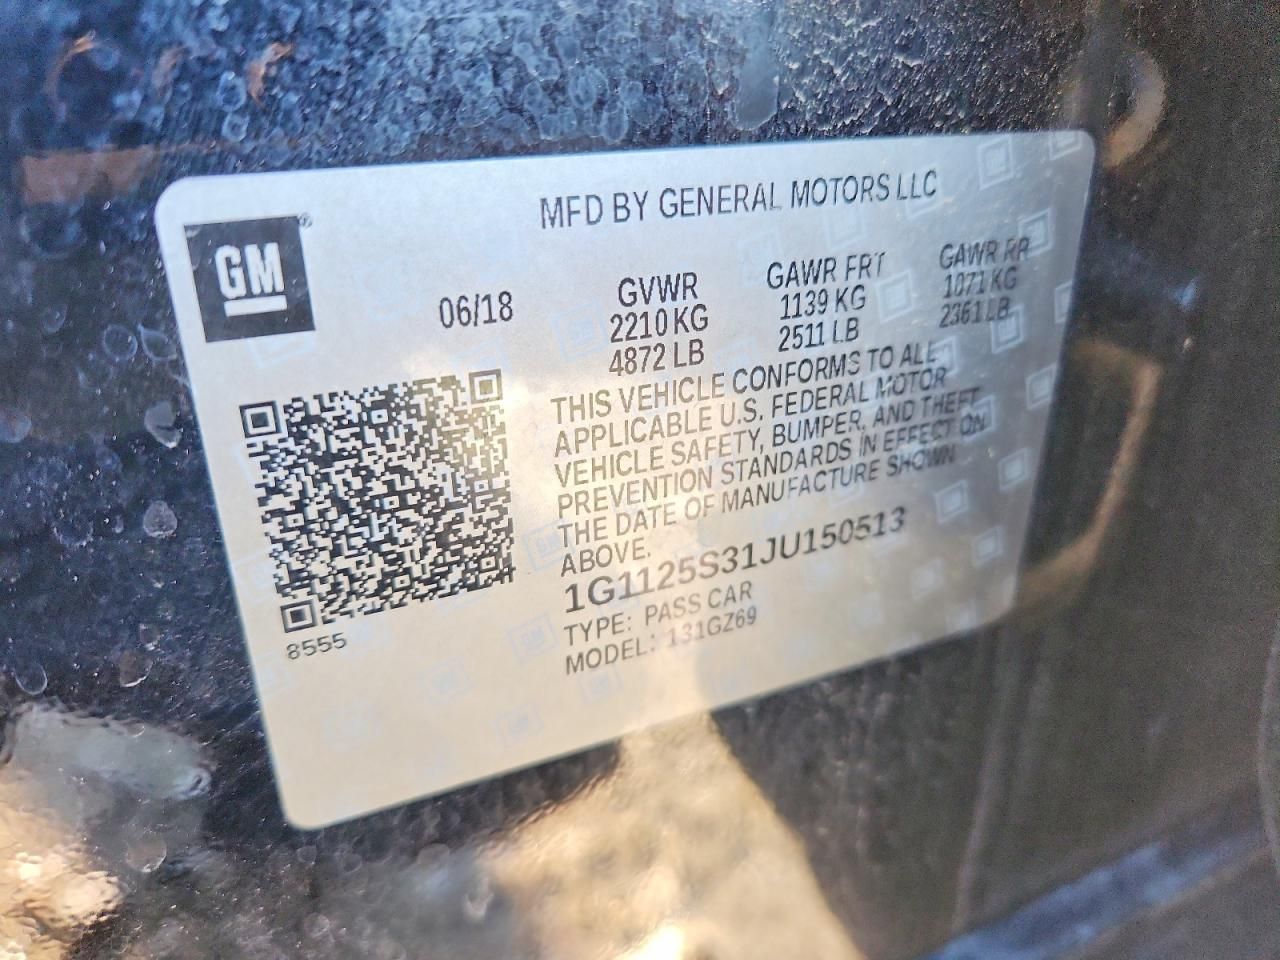 MFD BY GENERAL MOTORS LLC
GM®
06/18
GVWR GAWR FRT GAWR RR
2210 KG 1139 KG 1071 KG
4872 LB 2511 LB 2361 LB
THIS VEHICLE CONFORMS TO ALL
APPLICABLE U.S. FEDERAL MOTOR
VEHICLE SAFETY, BUMPER, AND THEFT
PREVENTION STANDARDS IN EFFECT ON
THE DATE OF MANUFACTURE SHOWN
ABOVE.
1G1125S31JU150513
TYPE: PASS CAR
MODEL: 131GZ69
8555